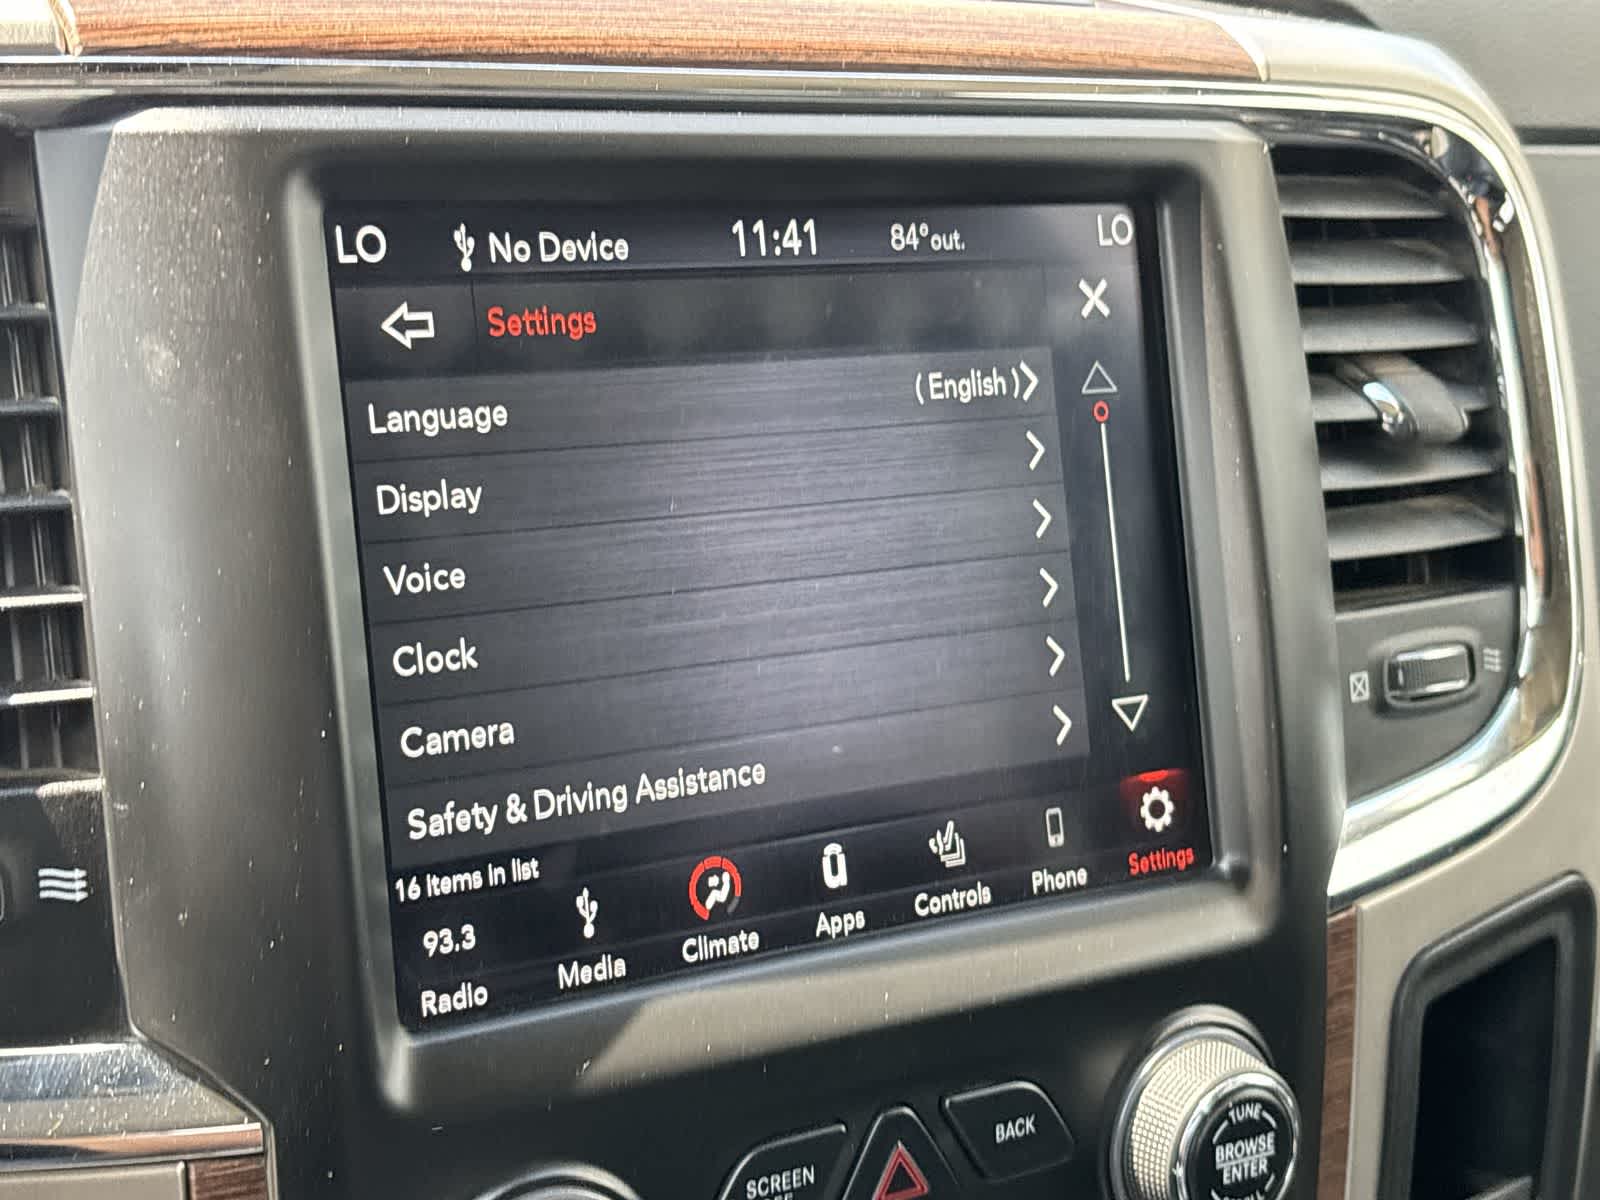 LO No Device 11:41 84° out. LO
Settings
Language ( English )
Display
Voice
Clock
Camera
Safety & Driving Assistance
16 items in list
93.3
Radio Media Climate Apps Controls Phone Settings
SCREEN
BACK
TUNE
BROWSE
ENTER